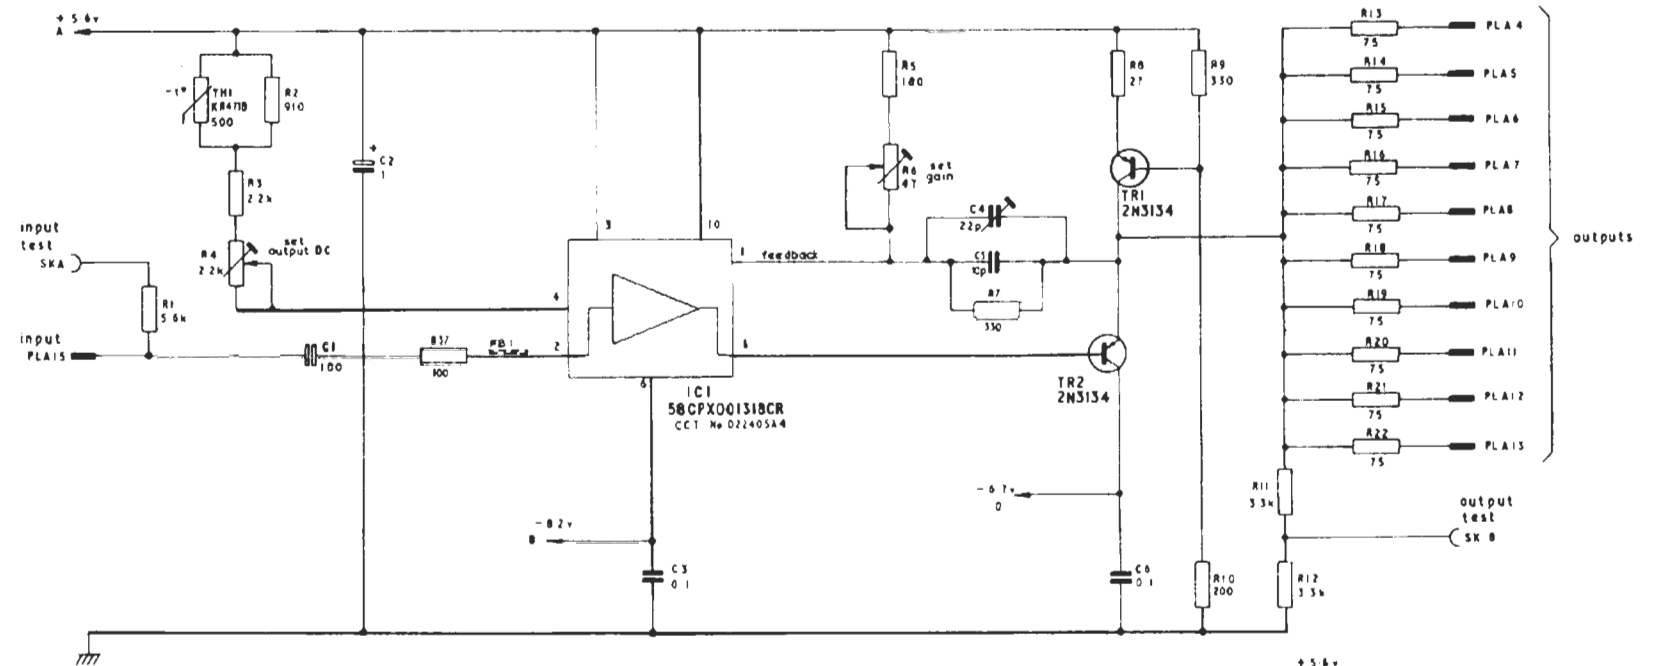 + 5.6v
A
-t°
TH1
KR471B
500
R2
910
R3
2.2k
set
output DC
R4
2.2k
input
test
SKA
R1
5.6k
input
PLA15
C1
100
R37
100
FB1
+
C2
1
3
10
4
2
1
feedback
6
IC1
58GPX001318CR
CCT No D22405A4
R5
180
R6
47
set
gain
C4
22p
C5
10p
R7
330
R8
27
R9
330
TR1
2N3134
TR2
2N3134
- 6.7v
D
- 8.2v
B
C3
0.1
C6
0.1
R10
200
R11
3.3k
R12
3.3k
output
test
SK B
R13
75
PLA4
R14
75
PLA5
R15
75
PLA6
R16
75
PLA7
R17
75
PLA8
R18
75
PLA9
R19
75
PLA10
R20
75
PLA11
R21
75
PLA12
R22
75
PLA13
outputs
+ 5.6v